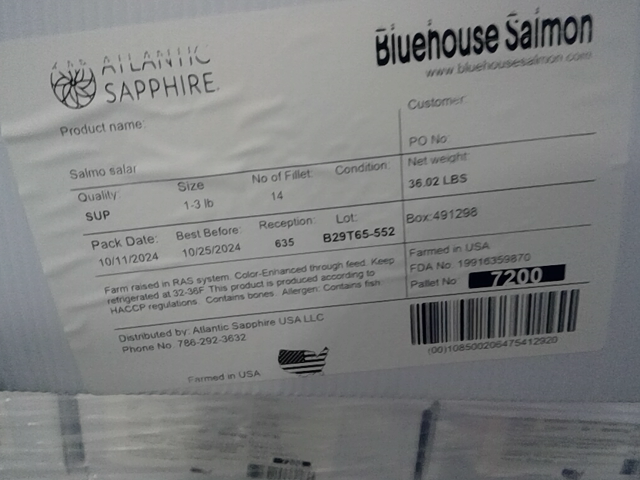 ATLANTIC
SAPPHIRE
Bluehouse Salmon
www.bluehousesalmon.com
Product name:
Customer:
PO No:
Salmo salar
Quality:
Size
No of Fillet:
Condition:
Net weight:
SUP
1-3 lb
14
36.02 LBS
Pack Date:
Best Before:
Reception:
Lot:
Box:491298
10/11/2024
10/25/2024
635
B29T65-552
Farm raised in RAS system. Color-Enhanced through feed. Keep
refrigerated at 32-36F. This product is produced according to
HACCP regulations. Contains bones. Allergen: Contains fish
Farmed in USA
FDA No: 19916359870
Pallet No
7200
Distributed by: Atlantic Sapphire USA LLC
Phone No. 786-292-3632
Farmed in USA
(00)108500206475412920